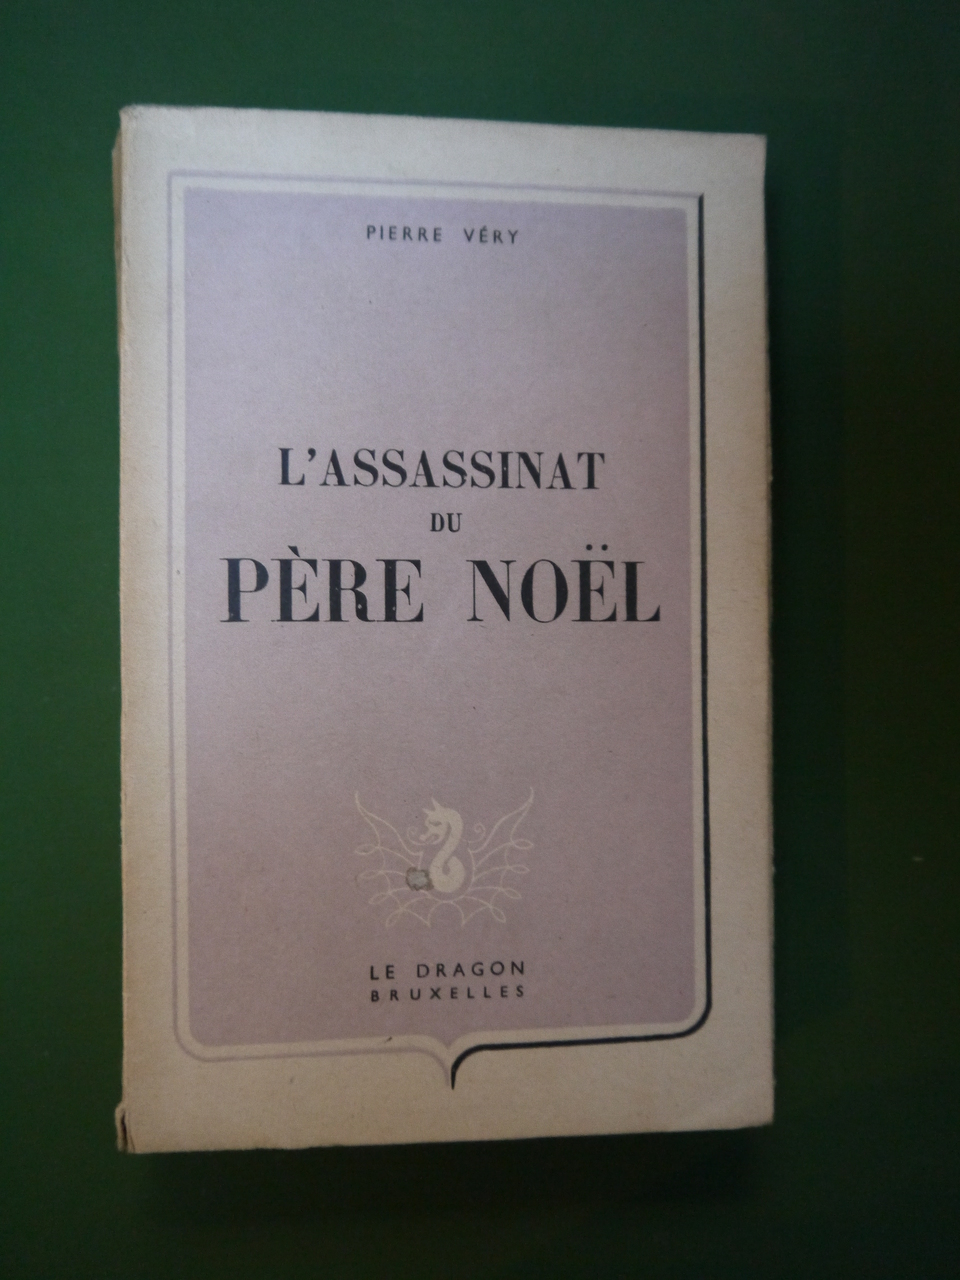 PIERRE VÉRY
L'ASSASSINAT
DU
PÈRE NOËL
LE DRAGON
BRUXELLES